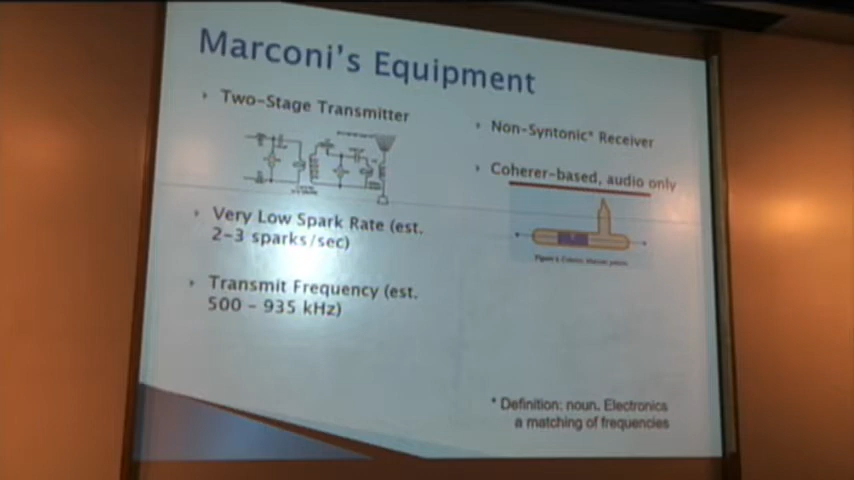 Marconi's Equipment
Two-Stage Transmitter
Very Low Spark Rate (est.
2-3 sparks/sec)
Transmit Frequency (est.
500 - 935 kHz)
Non-Syntonic* Receiver
Coherer-based, audio only
* Definition: noun. Electronics
a matching of frequencies